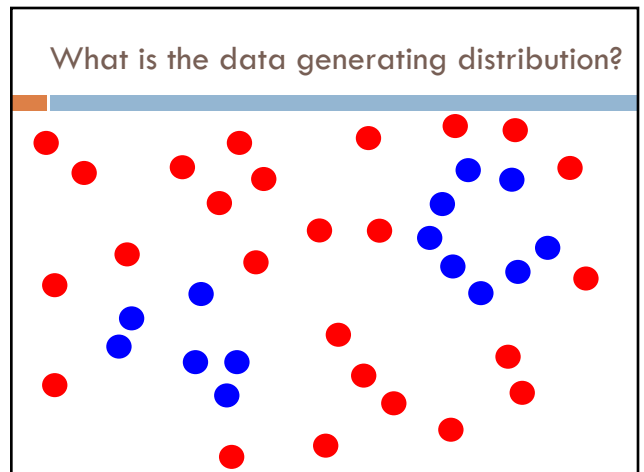 What is the data generating distribution?